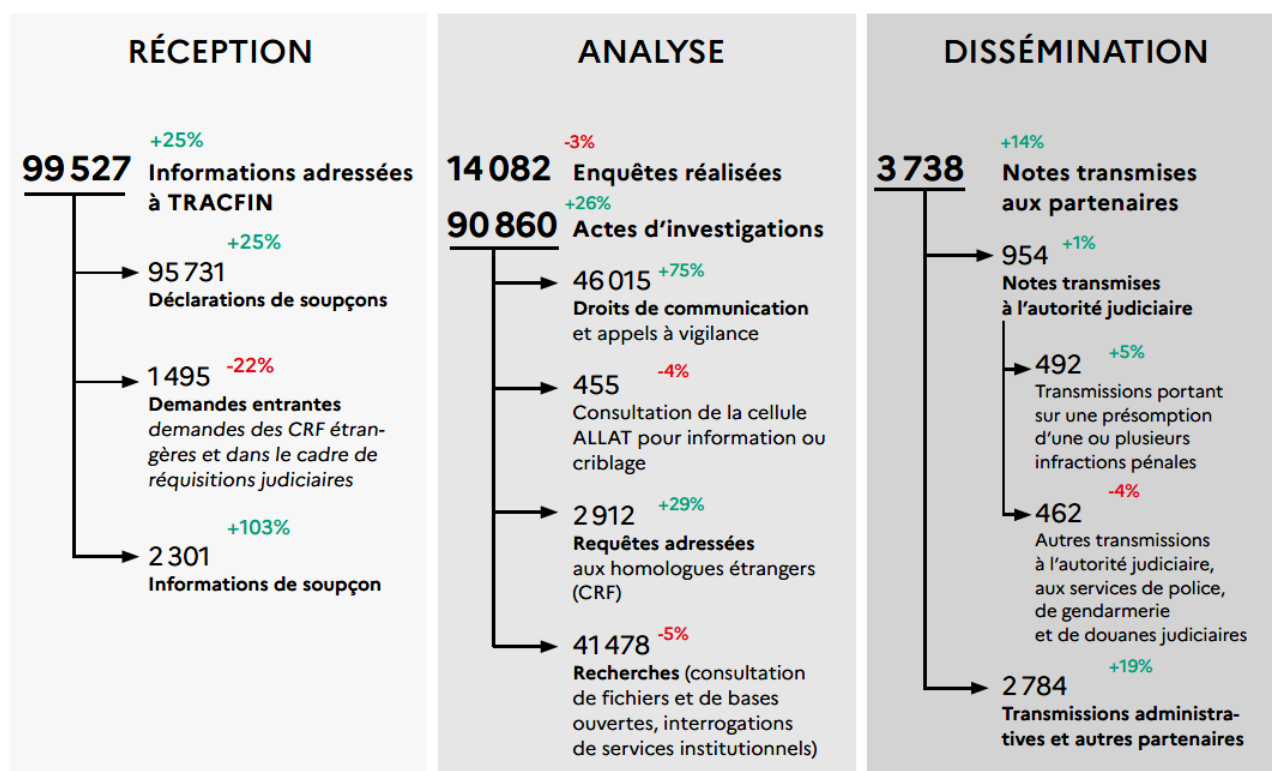 RÉCEPTION
+25%
99 527 Informations adressées
à TRACFIN
+25%
95 731
Déclarations de soupçons
1 495 -22%
Demandes entrantes
demandes des CRF étran-
gères et dans le cadre de
réquisitions judiciaires
+103%
2 301
Informations de soupçon
ANALYSE
-3%
14 082 Enquêtes réalisées
+26%
90 860 Actes d’investigations
46 015 +75%
Droits de communication
et appels à vigilance
-4%
455
Consultation de la cellule
ALLAT pour information ou
criblage
2 912 +29%
Requêtes adressées
aux homologues étrangers
(CRF)
41 478 -5%
Recherches (consultation
de fichiers et de bases
ouvertes, interrogations
de services institutionnels)
DISSÉMINATION
+14%
3 738 Notes transmises
aux partenaires
954 +1%
Notes transmises
à l’autorité judiciaire
+5%
492
Transmissions portant
sur une présomption
d’une ou plusieurs
infractions pénales
-4%
462
Autres transmissions
à l’autorité judiciaire,
aux services de police,
de gendarmerie
et de douanes judiciaires
+19%
2 784
Transmissions administra-
tives et autres partenaires